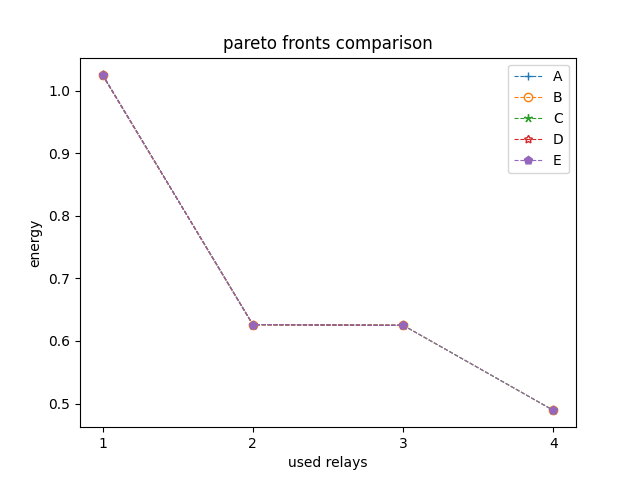 pareto fronts comparison
A
B
C
D
E
1.0
0.9
0.8
0.7
0.6
0.5
energy
1 2 3 4
used relays